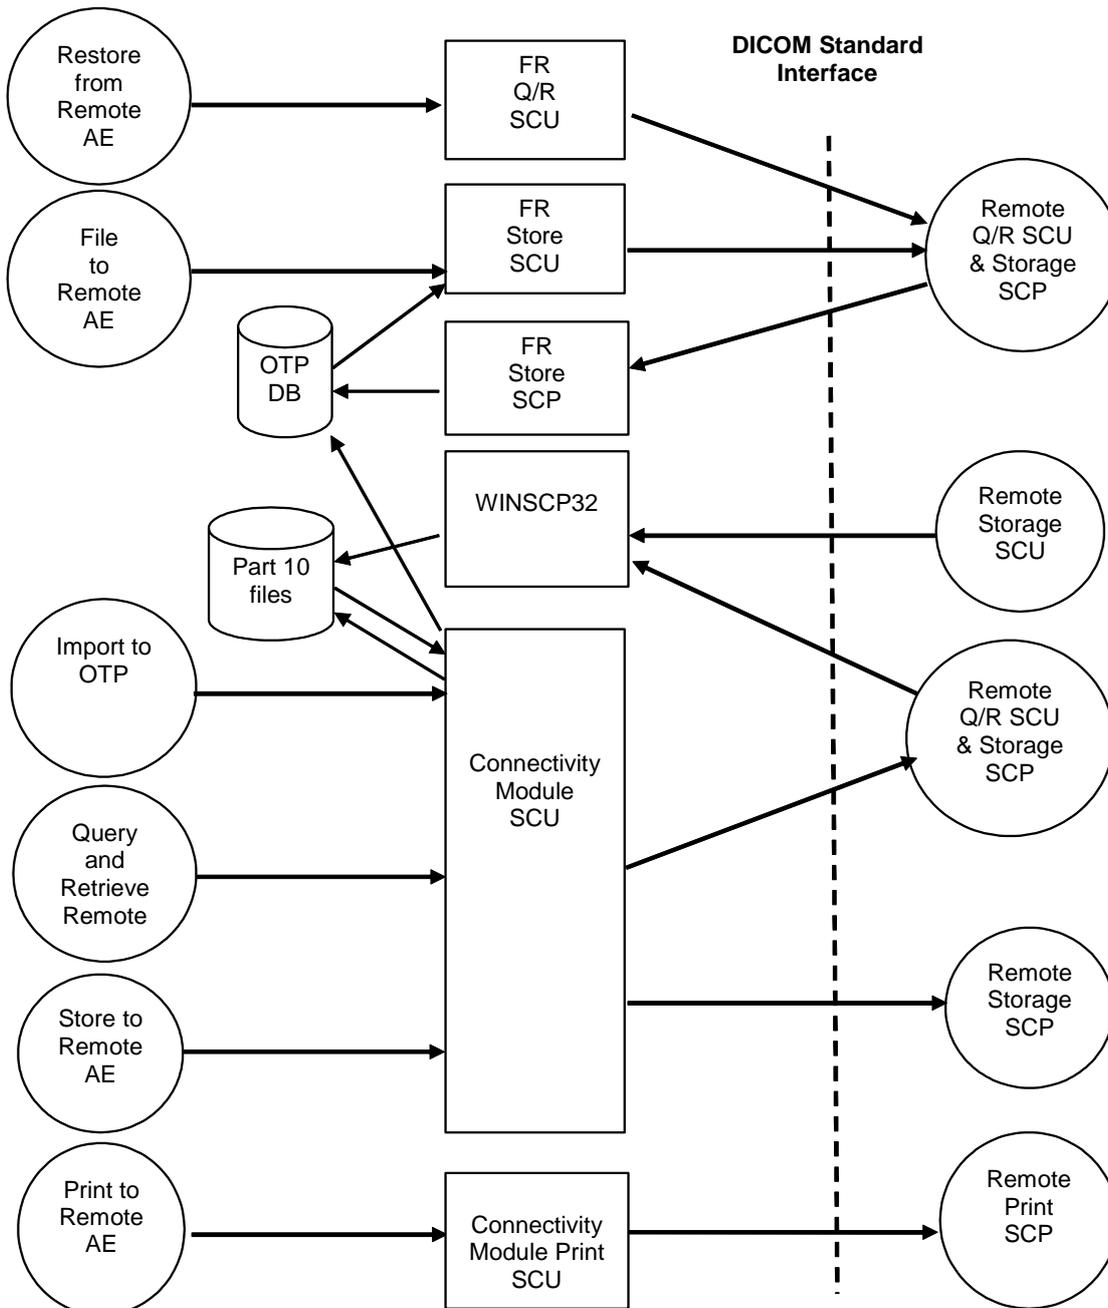 Restore
from
Remote
AE
FR
Q/R
SCU
DICOM Standard
Interface
File
to
Remote
AE
FR
Store
SCU
Remote
Q/R SCU
& Storage
SCP
OTP
DB
FR
Store
SCP
WINSCP32
Remote
Storage
SCU
Part 10
files
Import to
OTP
Connectivity
Module
SCU
Remote
Q/R SCU
& Storage
SCP
Query
and
Retrieve
Remote
Store to
Remote
AE
Remote
Storage
SCP
Print to
Remote
AE
Connectivity
Module Print
SCU
Remote
Print
SCP